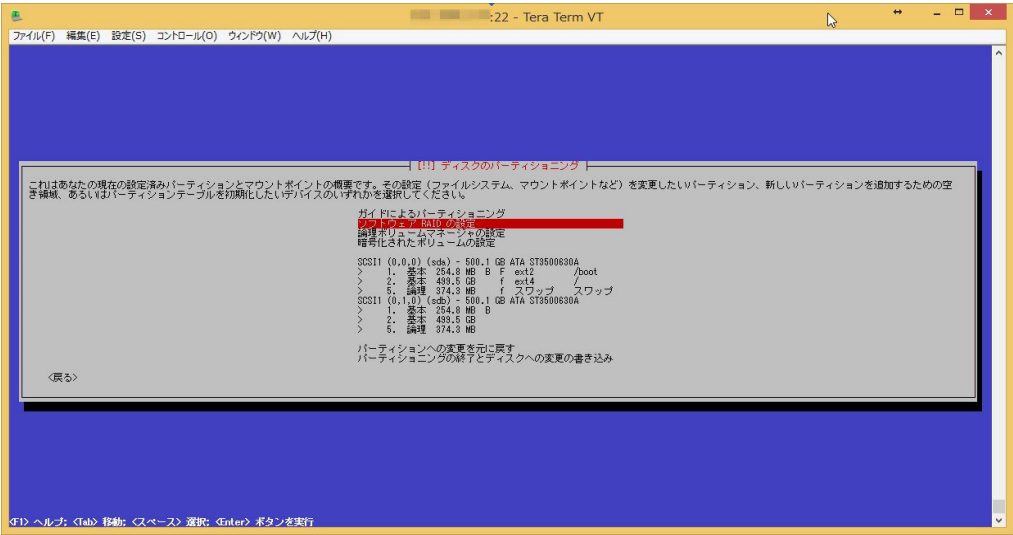 :22 - Tera Term VT
ファイル(F) 編集(E) 設定(S) コントロール(O) ウィンドウ(W) ヘルプ(H)
[!!] ディスクのパーティショニング
これはあなたの現在の設定済みパーティションとマウントポイントの概要です。その設定 (ファイルシステム、マウントポイントなど) を変更したいパーティション、新しいパーティションを追加するための空
き領域、あるいはパーティションテーブルを初期化したいデバイスのいずれかを選択してください。
ガイドによるパーティショニング
ソフトウェア RAID の設定
論理ボリュームマネージャの設定
暗号化されたボリュームの設定
SCSI1 (0,0,0) (sda) - 500.1 GB ATA ST3500630A
> 1. 基本 254.8 MB B F ext2 /boot
> 2. 基本 499.5 GB f ext4 /
> 5. 論理 374.3 MB f スワップ スワップ
SCSI1 (0,1,0) (sdb) - 500.1 GB ATA ST3500630A
> 1. 基本 254.8 MB B
> 2. 基本 499.5 GB
> 5. 論理 374.3 MB
パーティションへの変更を元に戻す
パーティショニングの終了とディスクへの変更の書き込み
<戻る>
<F1> ヘルプ; <Tab> 移動; <スペース> 選択; <Enter> ボタンを実行